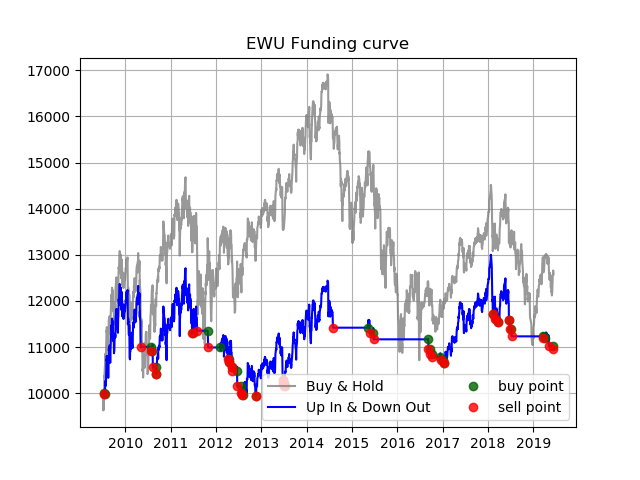 EWU Funding curve
17000
16000
15000
14000
13000
12000
11000
10000
Buy & Hold
buy point
Up In & Down Out
sell point
2010 2011 2012 2013 2014 2015 2016 2017 2018 2019